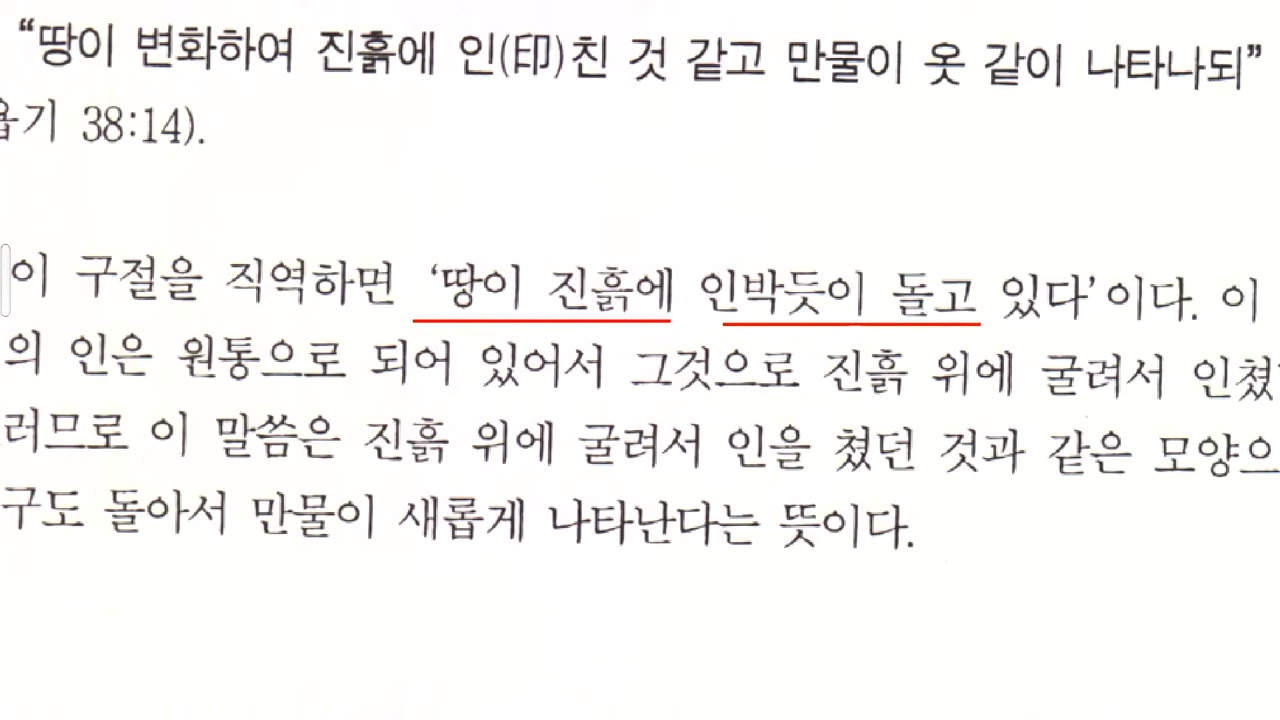 “땅이 변화하여 진흙에 인(印)친 것 같고 만물이 옷 같이 나타나되”
욥기 38:14).
이 구절을 직역하면 ‘땅이 진흙에 인박듯이 돌고 있다’이다. 이
의 인은 원통으로 되어 있어서 그것으로 진흙 위에 굴려서 인쳤
러므로 이 말씀은 진흙 위에 굴려서 인을 쳤던 것과 같은 모양으
구도 돌아서 만물이 새롭게 나타난다는 뜻이다.